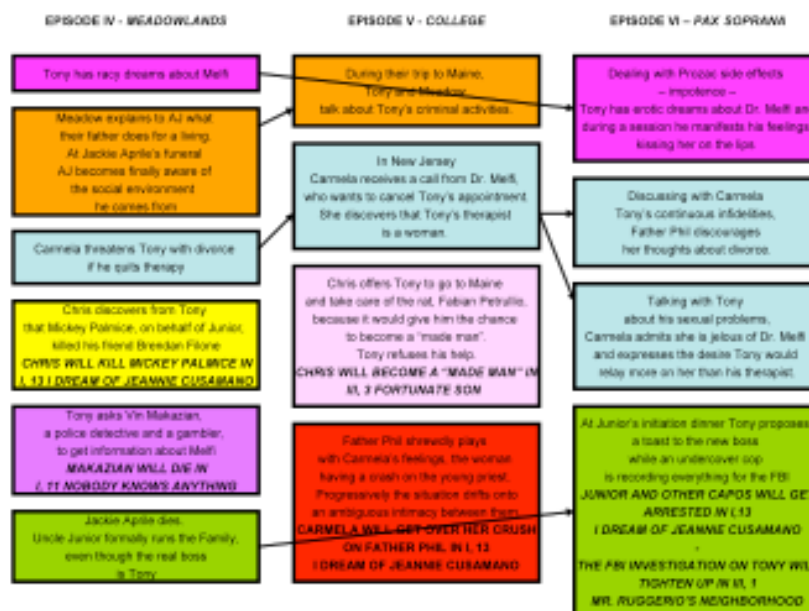 EPISODE IV - MEADOWLANDS
Tony has racy dreams about Melfi
Meadow explains to AJ what
their father does for a living.
At Jackie Aprile's funeral
AJ becomes finally aware of
the social environment
he comes from
Carmela threatens Tony with divorce
if he quits therapy
Chris discovers from Tony
that Mickey Palmice, on behalf of Junior,
killed his friend Brendan Filone
CHRIS WILL KILL MICKEY PALMICE IN
I, 13 I DREAM OF JEANNIE CUSAMANO
Tony asks Vin Makazian,
a police detective and a gambler,
to get information about Melfi
MAKAZIAN WILL DIE IN
I, 11 NOBODY KNOWS ANYTHING
Jackie Aprile dies.
Uncle Junior formally runs the Family,
even though the real boss
is Tony
EPISODE V - COLLEGE
During their trip to Maine,
Tony and Meadow
talk about Tony's criminal activities.
In New Jersey
Carmela receives a call from Dr. Melfi,
who wants to cancel Tony's appointment.
She discovers that Tony's therapist
is a woman.
Chris offers Tony to go to Maine
and take care of the rat, Fabian Petrullie,
because it would give him the chance
to become a "made man".
Tony refuses his help.
CHRIS WILL BECOME A "MADE MAN" IN
III, 3 FORTUNATE SON
Father Phil shrewdly plays
with Carmela's feelings, the woman
having a crash on the young priest.
Progressively the situation drifts onto
an ambiguous intimacy between them
CARMELA WILL GET OVER HER CRUSH
ON FATHER PHIL IN I, 13
I DREAM OF JEANNE CUSAMANO
EPISODE VI – PAX SOPRANA
Dealing with Prozac side effects
– impotence –
Tony has erotic dreams about Dr. Melfi an
during a session he manifests his feelings
kissing her on the lips
Discussing with Carmela
Tony's continuous infidelities,
Father Phil discourages
her thoughts about divorce.
Talking with Tony
about his sexual problems,
Carmela admits she is jelous of Dr. Melfi
and expresses the desire Tony would
relay more on her than his therapist.
At Junior's initiation dinner Tony proposes
a toast to the new boss
while an undercover cop
is recording everything for the FBI
JUNIOR AND OTHER CAPOS WILL GE
ARRESTED IN I,13
I DREAM OF JEANNIE CUSAMANO
-
THE FBI INVESTIGATION ON TONY WIL
TIGHTEN UP IN III, 1
MR. RUGGERIO'S NEIGHBORHOOD